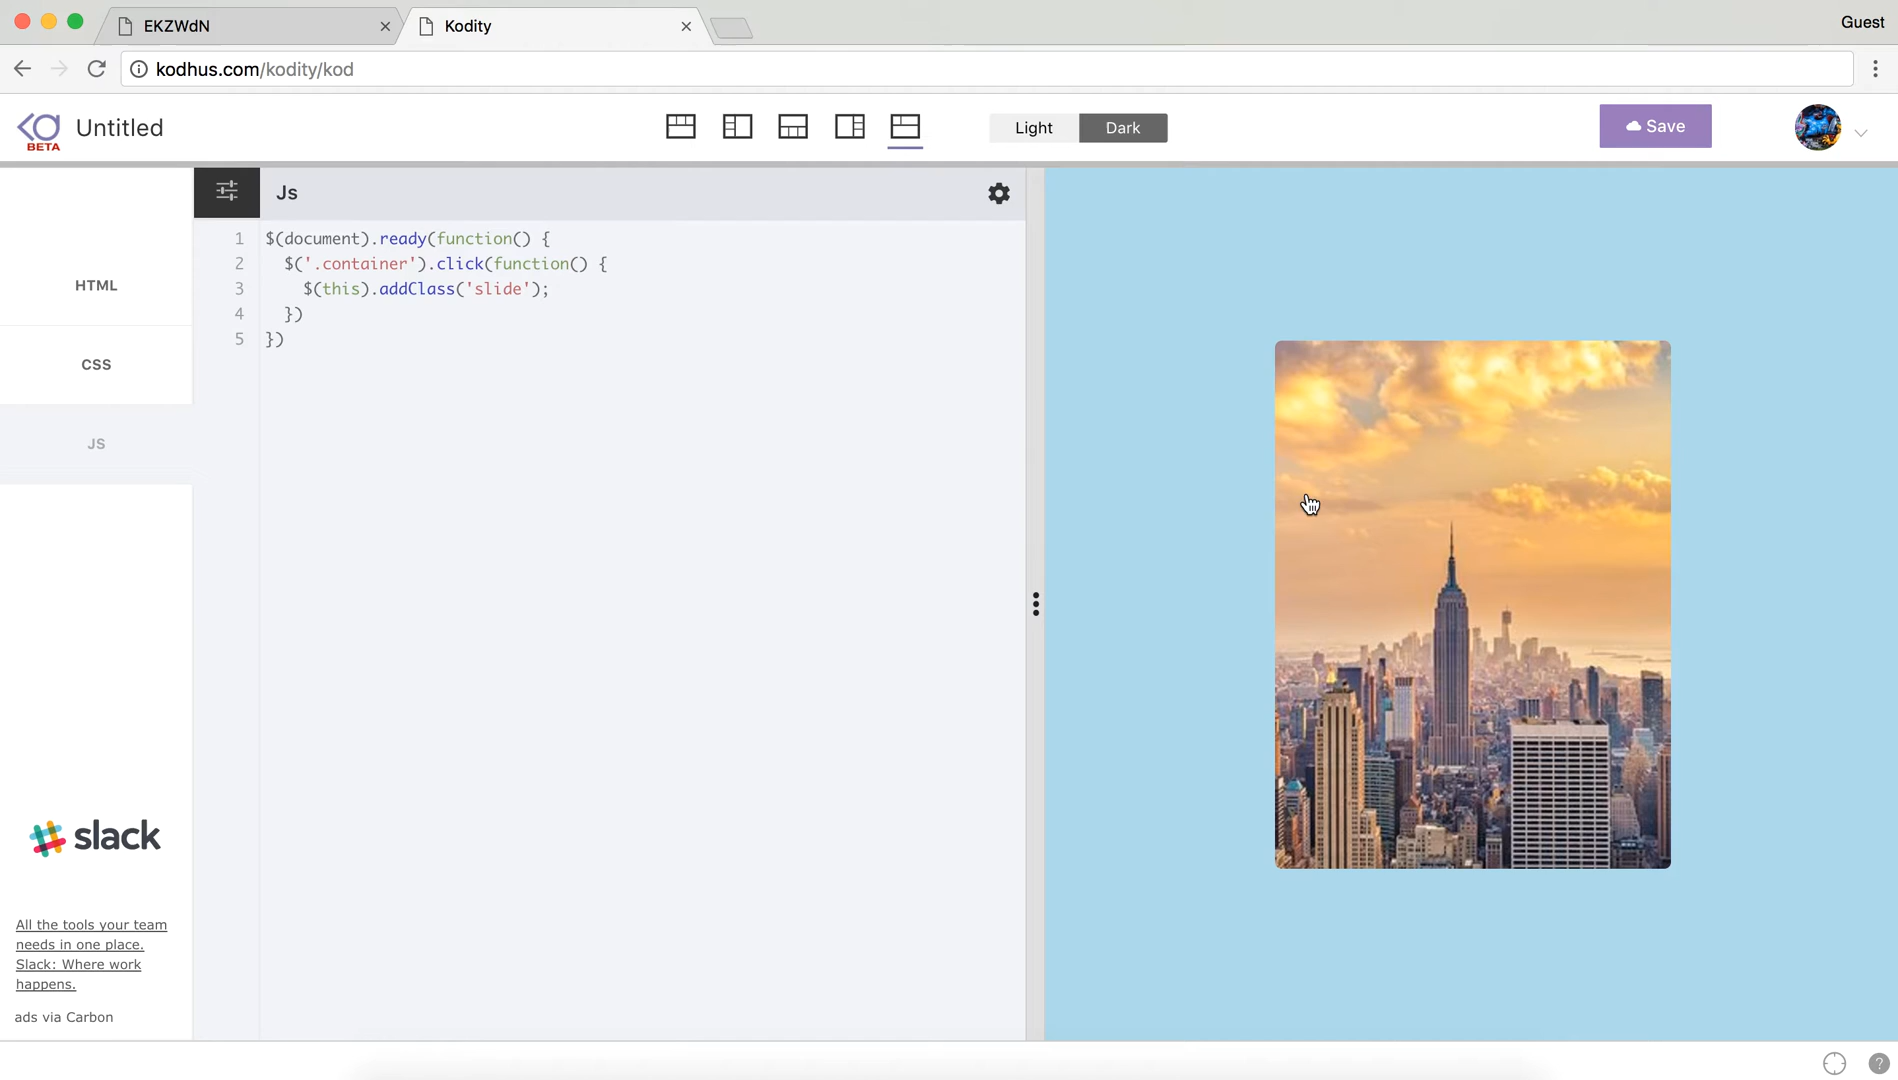 EKZWdN
Kodity
Guest
kodhus.com/kodity/kod
BETA
Untitled
Light
Dark
Save
HTML
CSS
JS
Js
1 $(document).ready(function() {
2 $('.container').click(function() {
3 $(this).addClass('slide');
4 })
5 })
slack
All the tools your team
needs in one place.
Slack: Where work
happens.
ads via Carbon
?